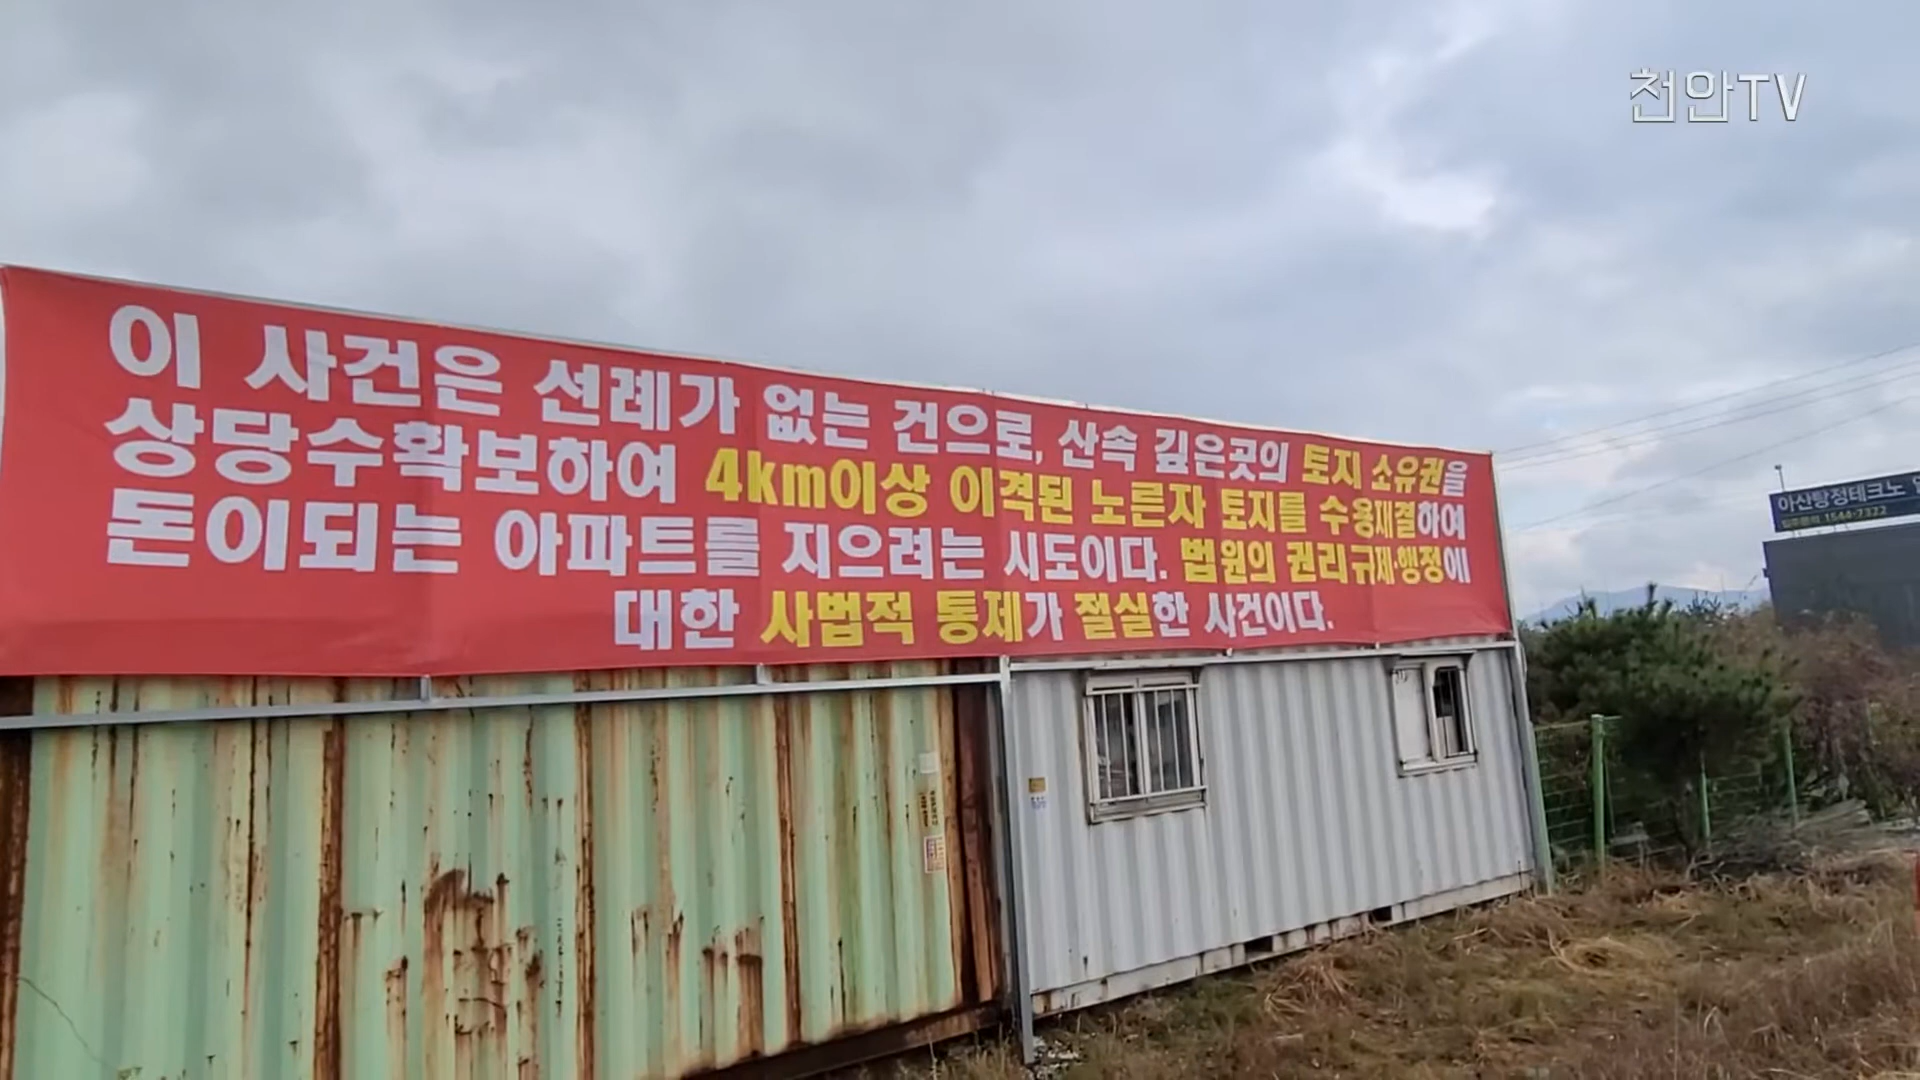 천안TV
이 사건은 선례가 없는 건으로, 산속 깊은곳의 토지 소유권을
상당수확보하여 4km이상 이격된 노른자 토지를 수용재결하여
돈이되는 아파트를 지으려는 시도이다. 법원의 권리규제·행정에
대한 사법적 통제가 절실한 사건이다.
아산탕정테크노
1544-7322